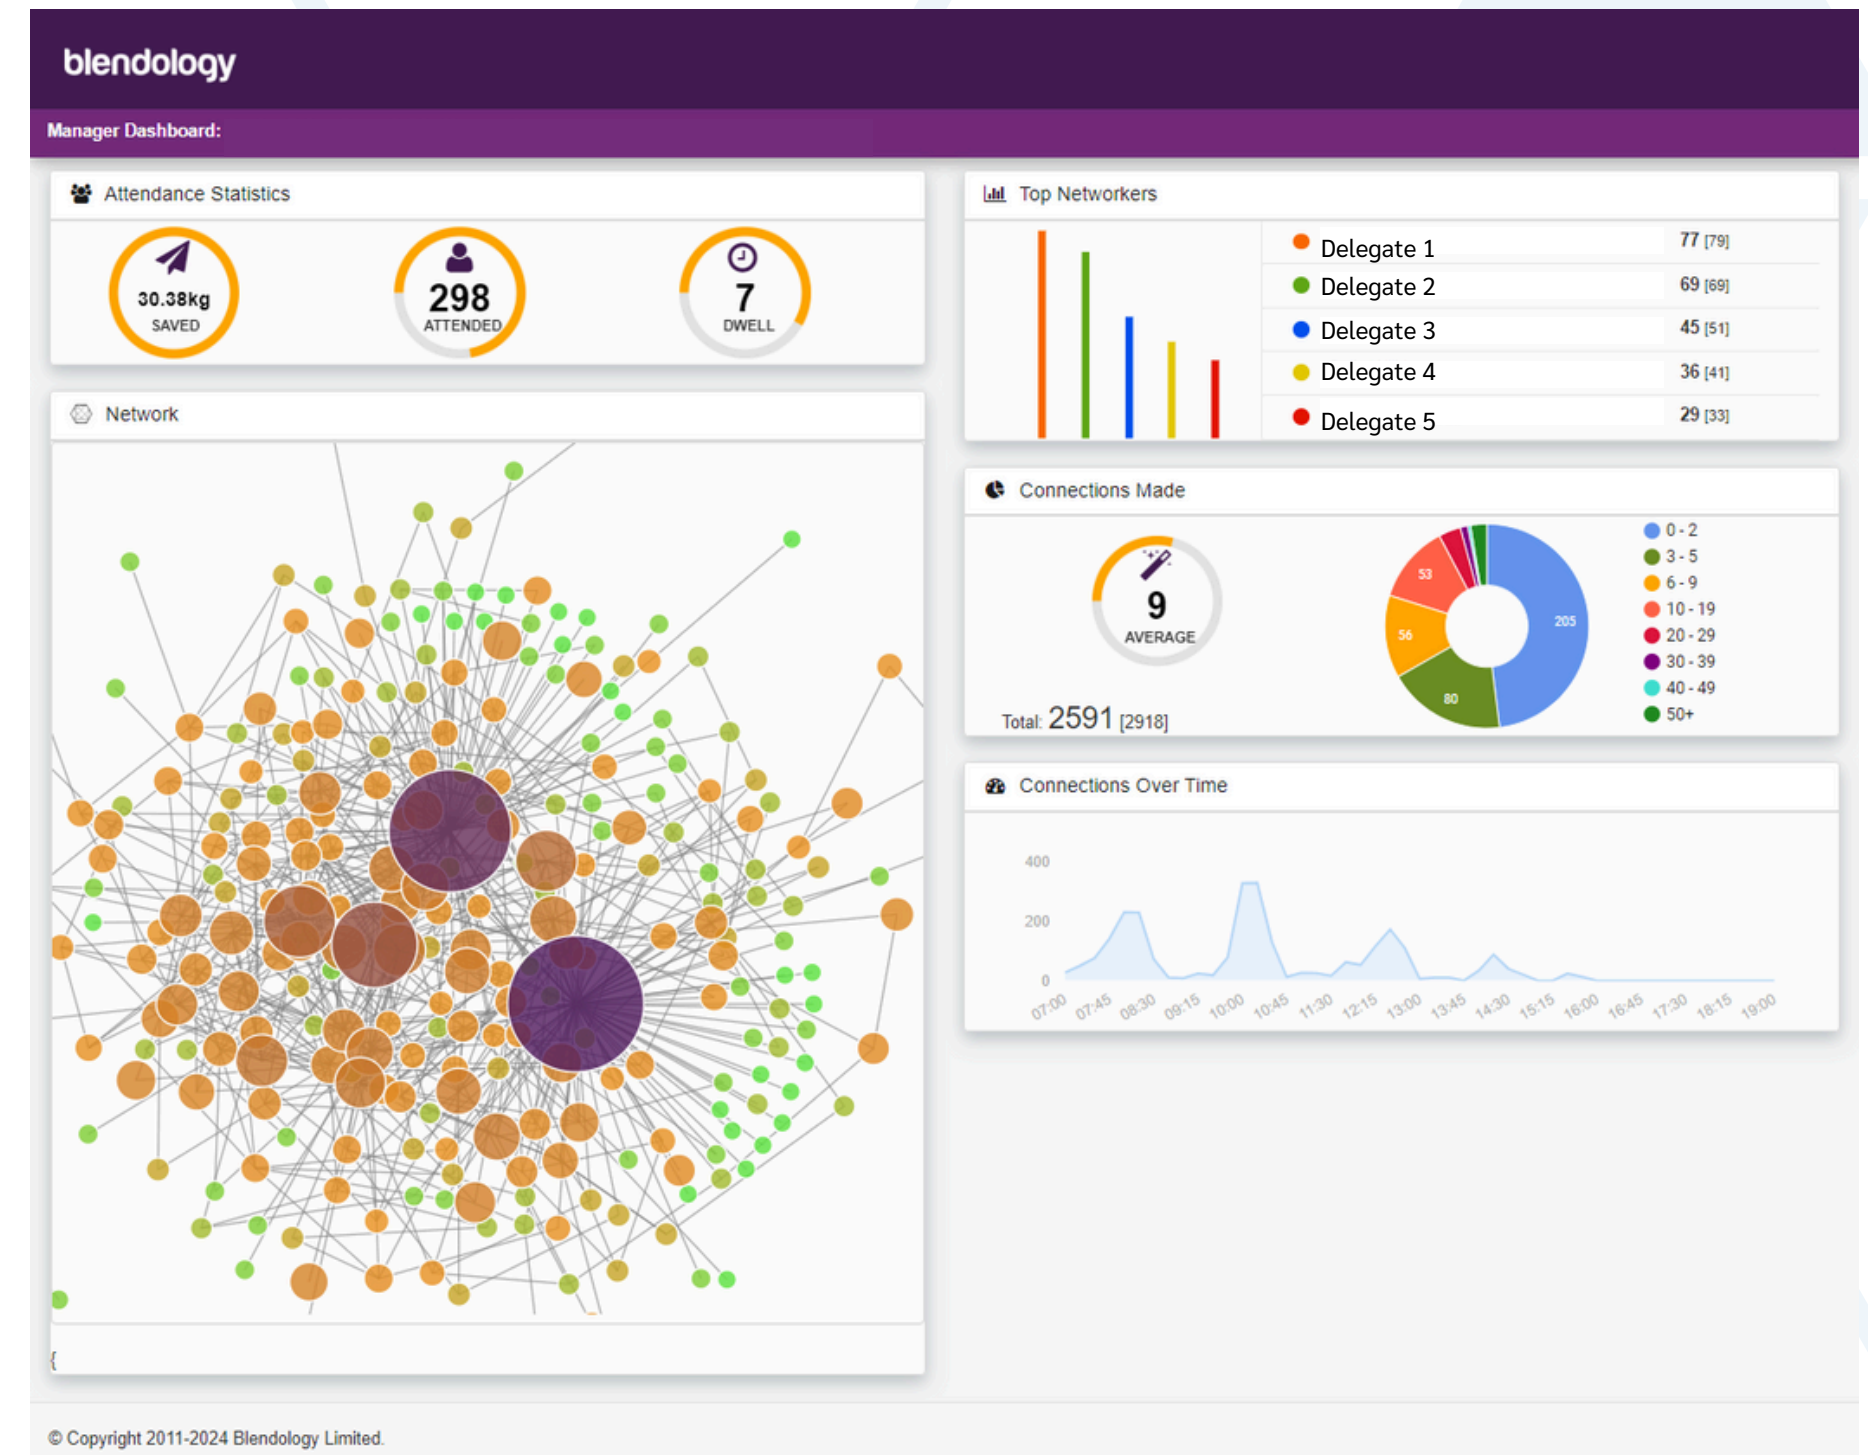 blendology
Manager Dashboard:
Attendance Statistics
30.38kg
SAVED
298
ATTENDED
7
DWELL
Network
{
Top Networkers
Delegate 1 77 [79]
Delegate 2 69 [69]
Delegate 3 45 [51]
Delegate 4 36 [41]
Delegate 5 29 [33]
Connections Made
9
AVERAGE
Total: 2591 [2918]
205
80
56
53
0 - 2
3 - 5
6 - 9
10 - 19
20 - 29
30 - 39
40 - 49
50+
Connections Over Time
400
200
0
07:00 07:45 08:30 09:15 10:00 10:45 11:30 12:15 13:00 13:45 14:30 15:15 16:00 16:45 17:30 18:15 19:00
© Copyright 2011-2024 Blendology Limited.